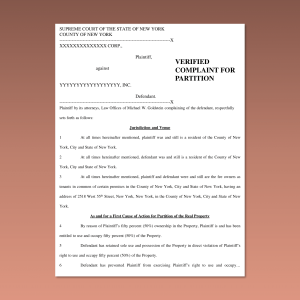 SUPREME COURT OF THE STATE OF NEW YORK
COUNTY OF NEW YORK
---------------------------------------------------------X
XXXXXXXXXXXXXX CORP.,
Plaintiff,
against
VERIFIED
COMPLAINT FOR
PARTITION
YYYYYYYYYYYYYYYYYY, INC.
Defendant.
---------------------------------------------------------X
Plaintiff by its attorneys, Law Offices of Michael W. Goldstein complaining of the defendant, respectfully
sets forth as follows:
Jurisdiction and Venue
1 At all times hereinafter mentioned, plaintiff was and still is a resident of the County of New
York, City and State of New York.
2 At all times hereinafter mentioned, defendant was and still is a resident of the County of New
York, City and State of New York.
3 At all times hereinafter mentioned, plaintiff and defendant were and still are the fee owners as
tenants in common of certain premises in the County of New York, City and State of New York, having an
address of 2518 West 55th Street, New York, New York, in the County of New York, City and State of New
York.
As and for a First Cause of Action for Partition of the Real Property
4 By reason of Plaintiff's fifty percent (50%) ownership in the Property, Plaintiff is and has been
entitled to use and occupy fifty percent (50%) of the Property.
5 Defendant has retained sole use and possession of the Property in direct violation of Plaintiff's
right to use and occupy fifty percent (50%) of the Property.
6 Defendant has prevented Plaintiff from exercising Plaintiff's right to use and occupy...